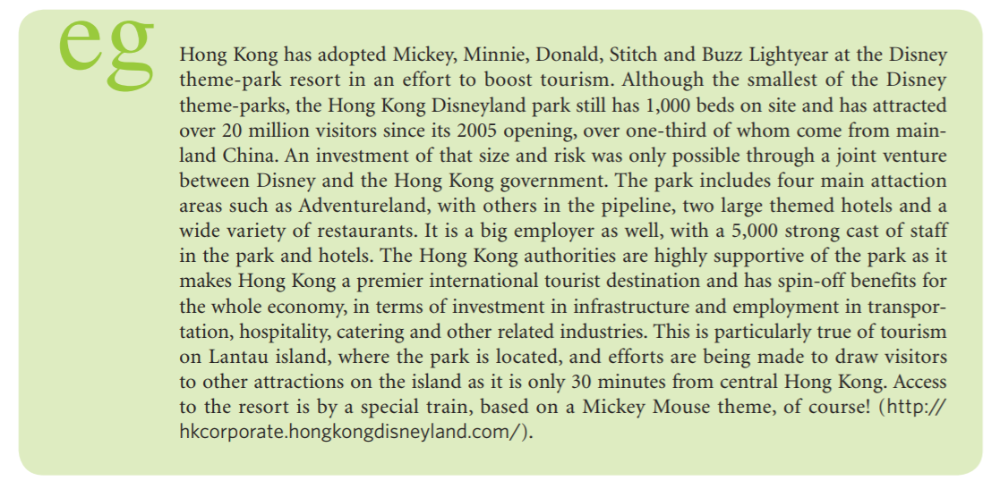 eg
Hong Kong has adopted Mickey, Minnie, Donald, Stitch and Buzz Lightyear at the Disney
theme-park resort in an effort to boost tourism. Although the smallest of the Disney
theme-parks, the Hong Kong Disneyland park still has 1,000 beds on site and has attracted
over 20 million visitors since its 2005 opening, over one-third of whom come from main-
land China. An investment of that size and risk was only possible through a joint venture
between Disney and the Hong Kong government. The park includes four main attaction
areas such as Adventureland, with others in the pipeline, two large themed hotels and a
wide variety of restaurants. It is a big employer as well, with a 5,000 strong cast of staff
in the park and hotels. The Hong Kong authorities are highly supportive of the park as it
makes Hong Kong a premier international tourist destination and has spin-off benefits for
the whole economy, in terms of investment in infrastructure and employment in transpor-
tation, hospitality, catering and other related industries. This is particularly true of tourism
on Lantau island, where the park is located, and efforts are being made to draw visitors
to other attractions on the island as it is only 30 minutes from central Hong Kong. Access
to the resort is by a special train, based on a Mickey Mouse theme, of course! (http://
hkcorporate.hongkongdisneyland.com/).